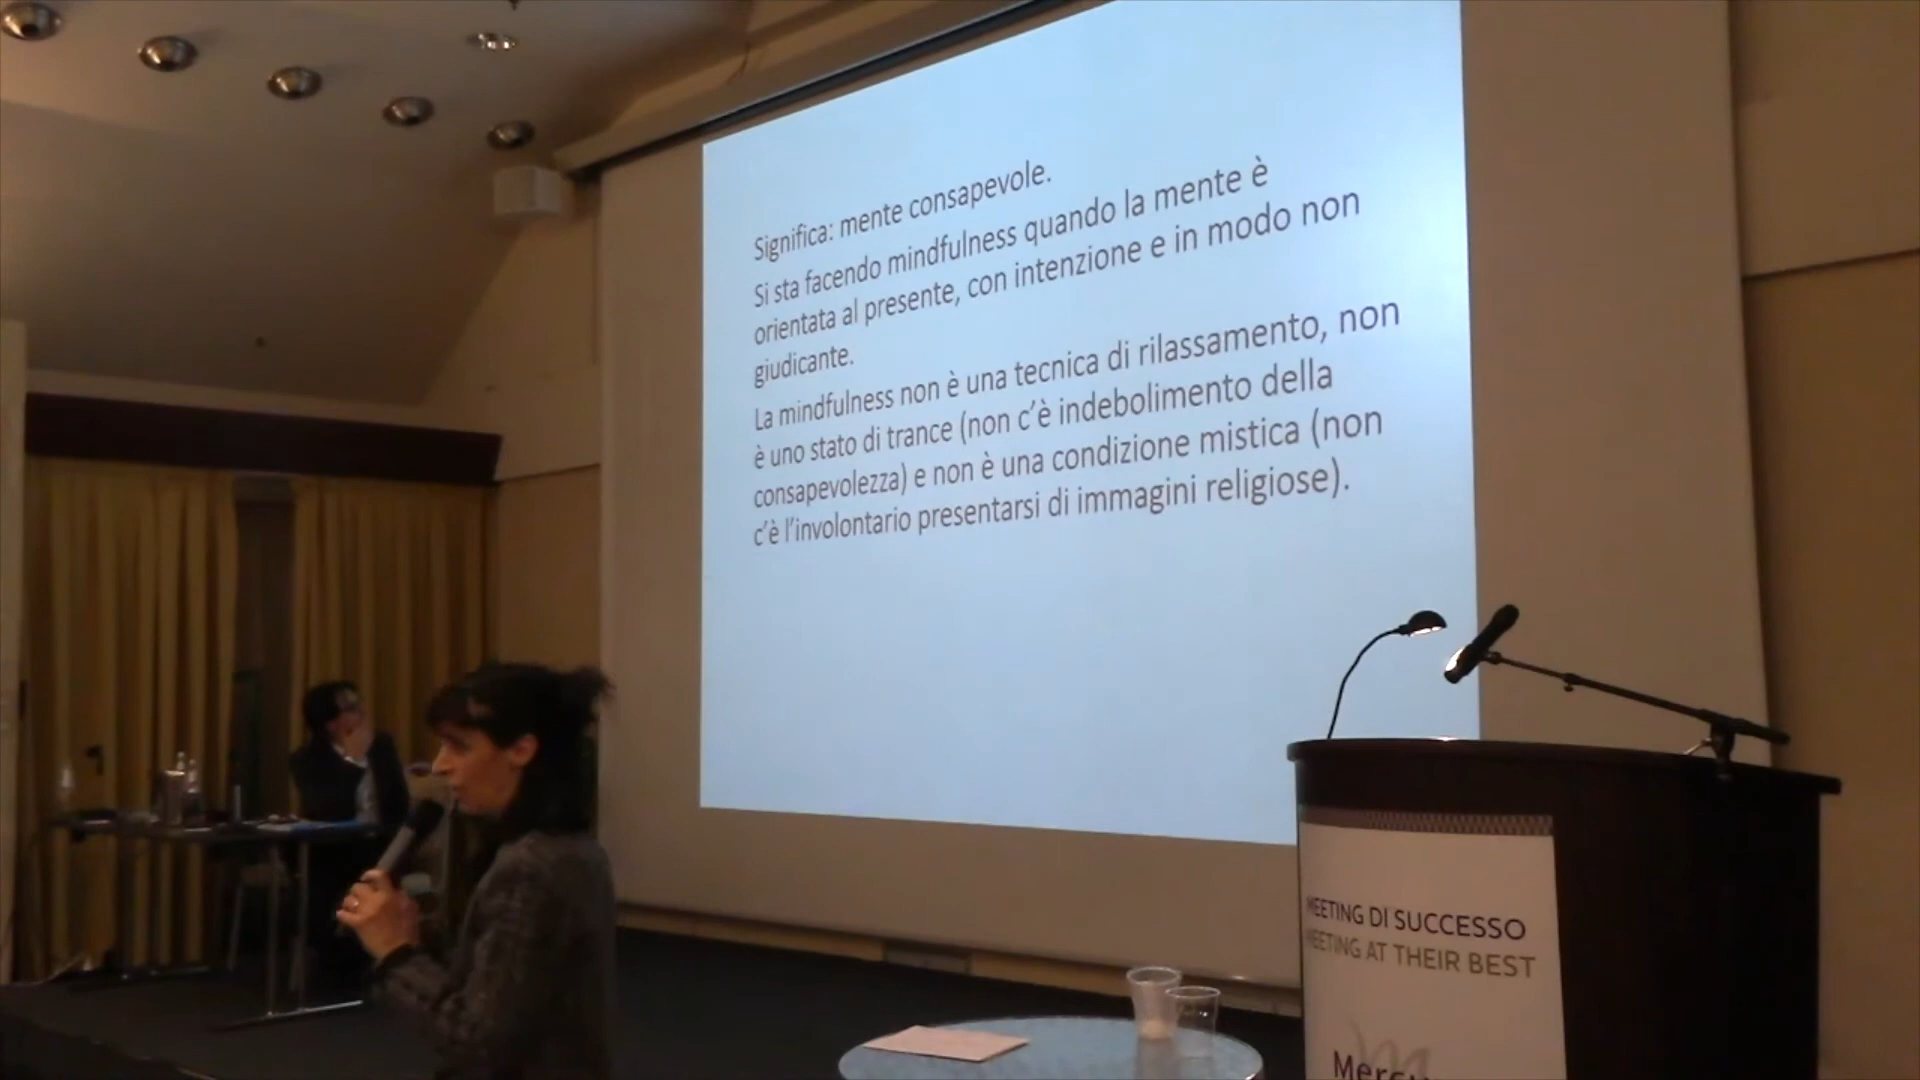 Significa: mente consapevole.
Si sta facendo mindfulness quando la mente è
orientata al presente, con intenzione e in modo non
giudicante.
La mindfulness non è una tecnica di rilassamento, non
è uno stato di trance (non c'è indebolimento della
consapevolezza) e non è una condizione mistica (non
c'è l'involontario presentarsi di immagini religiose).
MEETING DI SUCCESSO
MEETING AT THEIR BEST